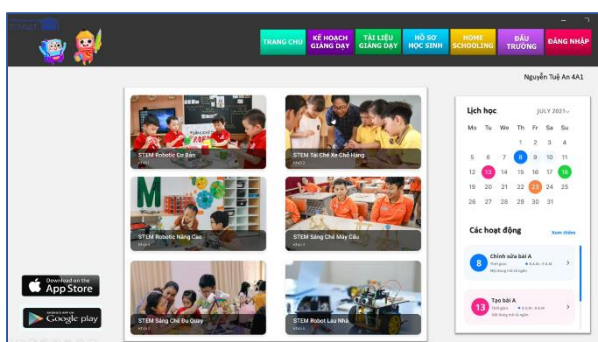 TRANG CHỦ
KẾ HOẠCH
GIẢNG DẠY
TÀI LIỆU
GIẢNG DẠY
HỒ SƠ
HỌC SINH
HOME
SCHOOLING
ĐẤU
TRƯỜNG
ĐĂNG NHẬP
Nguyễn Tuệ An 4A1
STEM Robotic Cơ Bản
STEM Tái Chế Xe Chở Hàng
STEM Robotic Nâng Cao
STEM Sáng Chế Máy Cẩu
STEM Sáng Chế Đu Quay
STEM Robot Lau Nhà
Lịch học
JULY 2021
Mo Tu We Th Fr Sa Su
1 2 3 4
5 6 7 8 9 10 11
12 13 14 15 16 17 18
19 20 21 22 23 24 25
26 27 28 29 30 31
Các hoạt động
Xem thêm
8
Chỉnh sửa bài A
13
Tạo bài A
Download on the
App Store
Google play